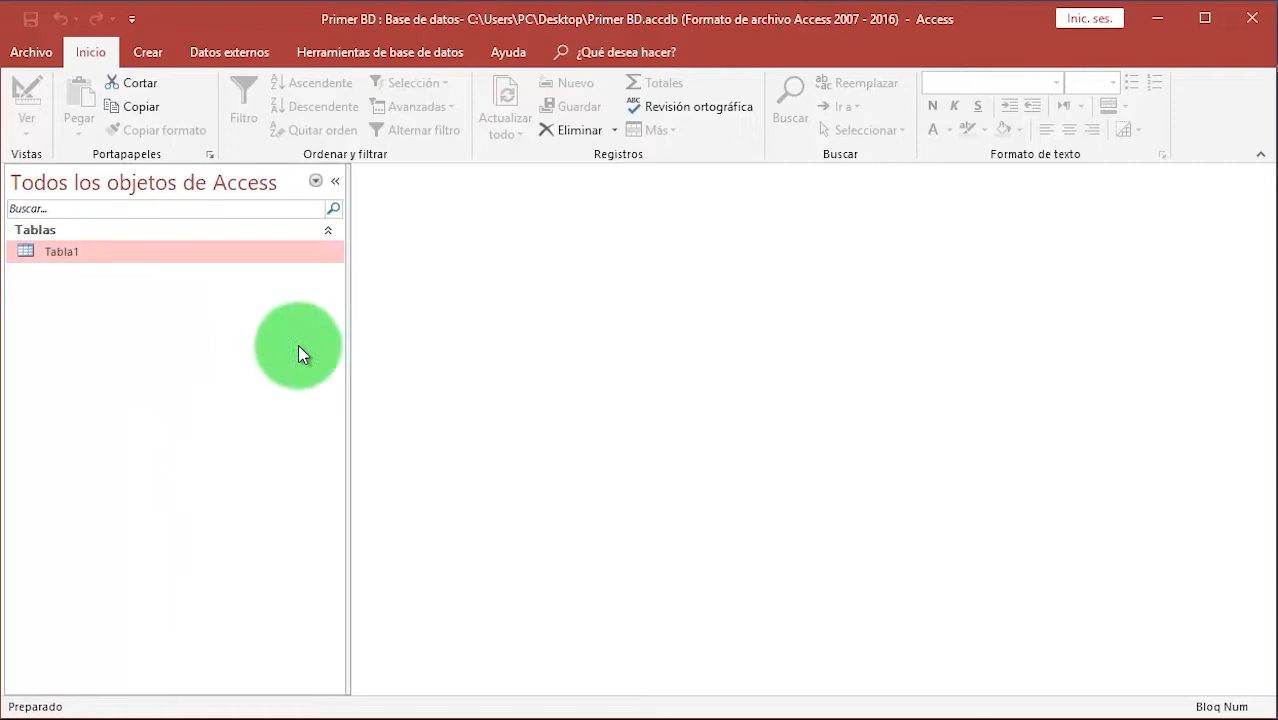 Primer BD : Base de datos- C:\Users\PC\Desktop\Primer BD.accdb (Formato de archivo Access 2007 - 2016) - Access
Inic. ses.
Archivo Inicio Crear Datos externos Herramientas de base de datos Ayuda ¿Qué desea hacer?
Ver
Vistas
Pegar
Cortar
Copiar
Copiar formato
Portapapeles
Filtro
Ascendente
Descendente
Quitar order
Selección
Avanzadas
Alternar filtro
Ordenar y filtrar
Actualizar
todo
Nuevo
Guardar
Eliminar
Totales
ABC
Revisión ortográfica
Más
Registros
Buscar
ab
ac
Reemplazar
Ir a
Seleccionar
Buscar
N K S
A
Formato de texto
Todos los objetos de Access
Buscar...
Tablas
Tabla1
Preparado
Bloq Num